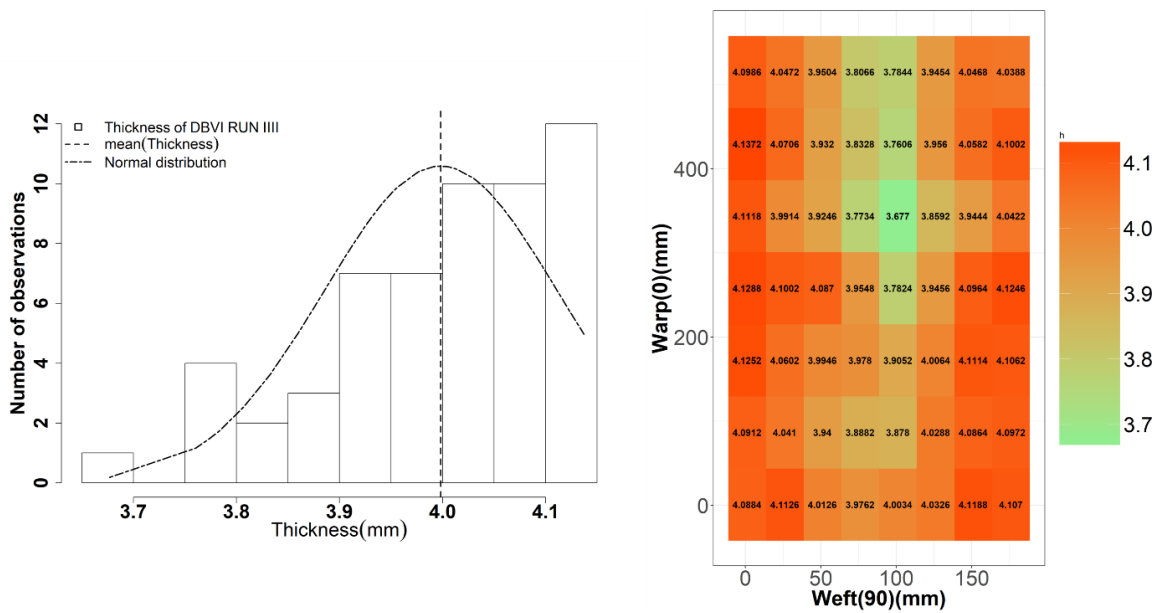 Thickness of DBVI RUN IIII
mean(Thickness)
Normal distribution
Number of observations
12
10
8
6
4
2
0
3.7 3.8 3.9 4.0 4.1
Thickness(mm)
Warp(0)(mm)
400
200
0
4.0986 4.0472 3.9504 3.8066 3.7844 3.9454 4.0468 4.0388
4.1372 4.0706 3.932 3.8328 3.7606 3.956 4.0582 4.1002
4.1118 3.9914 3.9246 3.7734 3.677 3.8592 3.9444 4.0422
4.1288 4.1002 4.087 3.9548 3.7824 3.9456 4.0964 4.1246
4.1252 4.0602 3.9946 3.978 3.9052 4.0064 4.1114 4.1062
4.0912 4.041 3.94 3.8882 3.878 4.0288 4.0864 4.0972
4.0884 4.1126 4.0126 3.9762 4.0034 4.0326 4.1188 4.107
0 50 100 150
Weft(90)(mm)
h
4.1
4.0
3.9
3.8
3.7